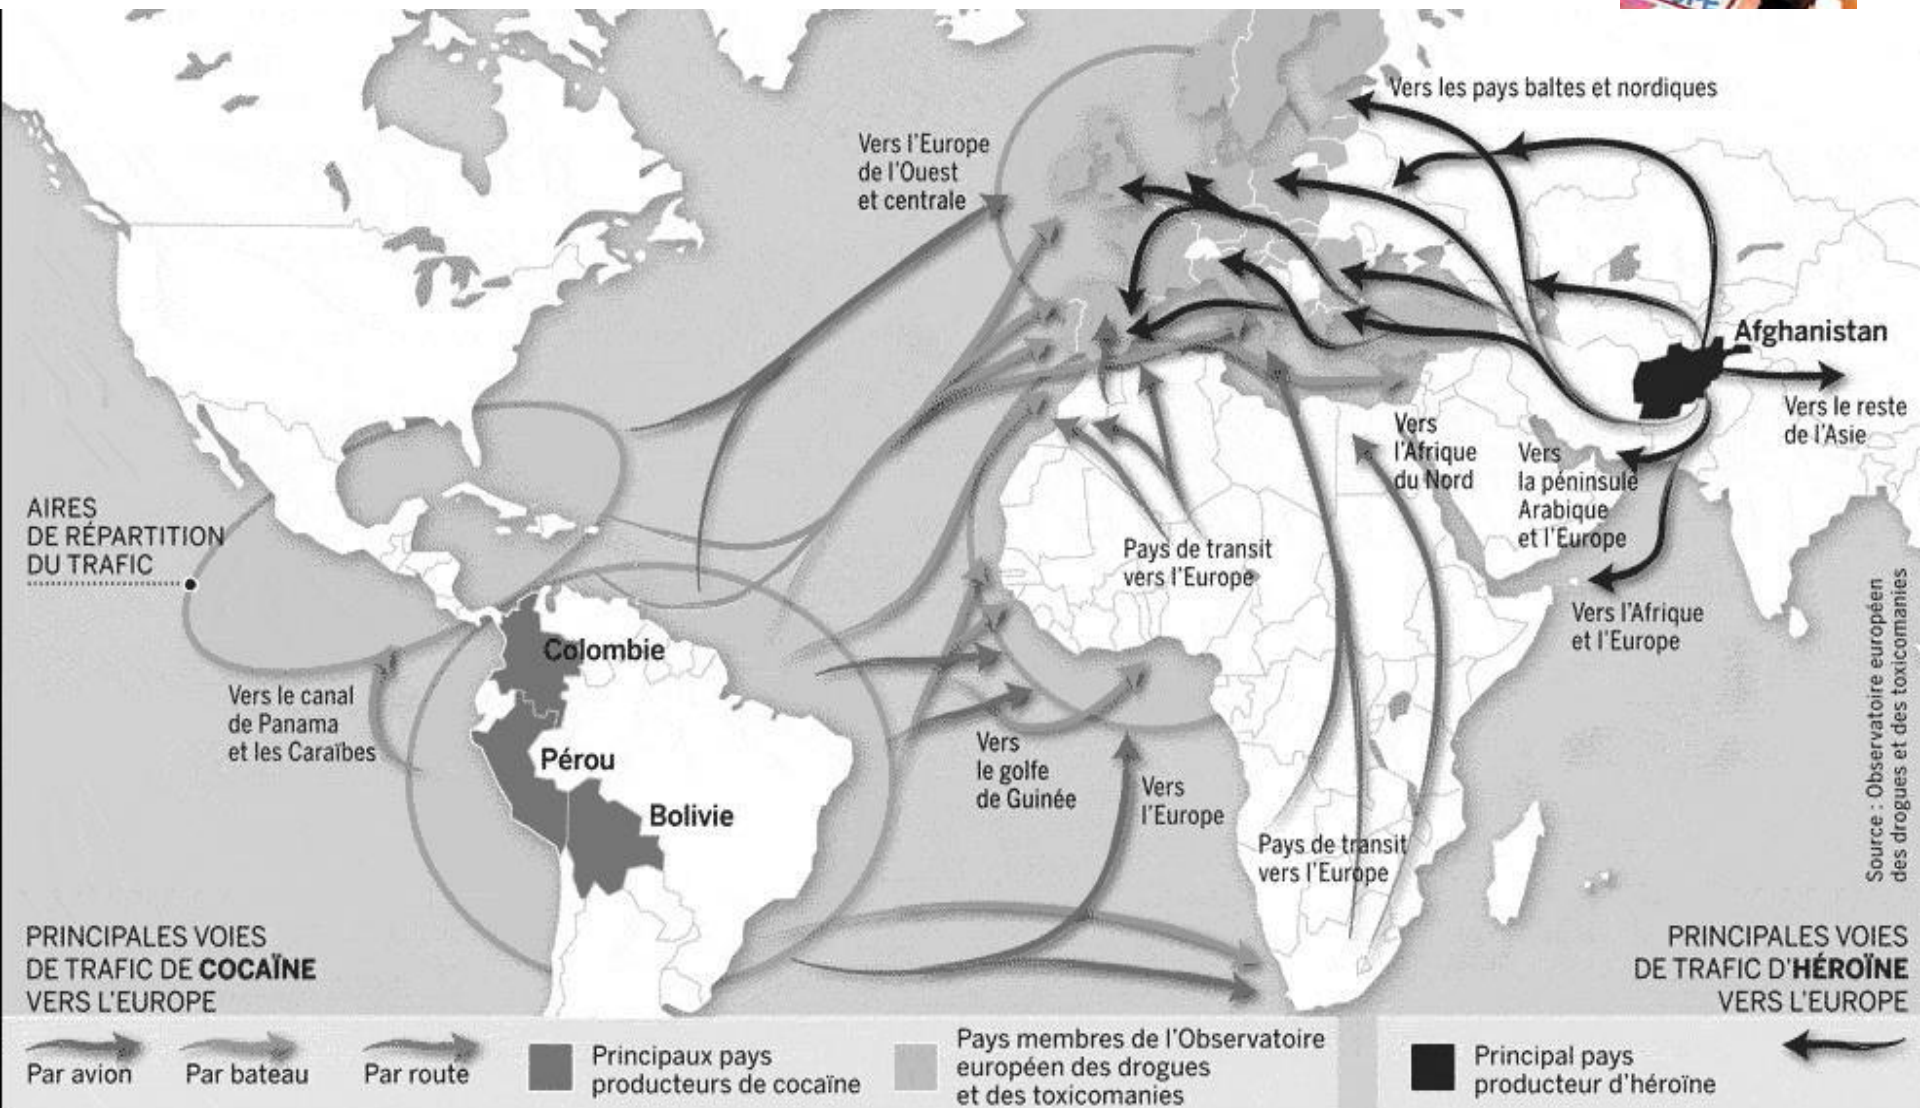 Vers les pays baltes et nordiques
Vers l'Europe
de l'Ouest
et centrale
Afghanistan
Vers le reste
de l'Asie
Vers
l'Afrique
du Nord
Vers
la péninsule
Arabique
et l'Europe
AIRES
DE RÉPARTITION
DU TRAFIC
Pays de transit
vers l'Europe
Vers l'Afrique
et l'Europe
Colombie
Vers le canal
de Panama
et les Caraïbes
Pérou
Bolivie
Vers
le golfe
de Guinée
Vers
l'Europe
Pays de transit
vers l'Europe
Source : Observatoire européen
des drogues et des toxicomanies
PRINCIPALES VOIES
DE TRAFIC DE COCAÏNE
VERS L'EUROPE
PRINCIPALES VOIES
DE TRAFIC D'HÉROÏNE
VERS L'EUROPE
Par avion
Par bateau
Par route
Principaux pays
producteurs de cocaïne
Pays membres de l'Observatoire
européen des drogues
et des toxicomanies
Principal pays
producteur d'héroïne